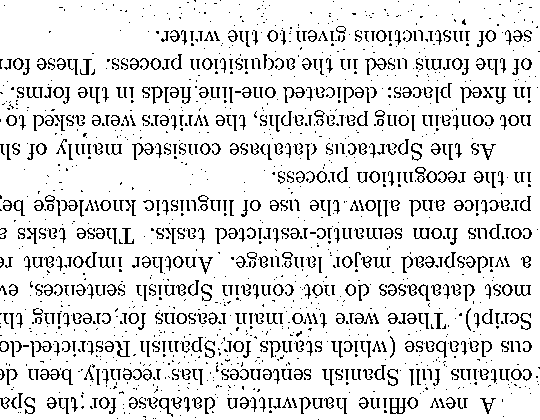 A new offline handwritten database for the Spa
contains full Spanish sentences, has recently been de
cus database (which stands for Spanish Restricted-do
Script). There were two main reasons for creating thi
most databases do not contain Spanish sentences, ev
a widespread major language. Another important re
corpus from semantic-restricted tasks. These tasks a
practice and allow the use of linguistic knowledge be
in the recognition process.
As the Spartacus database consisted mainly of sh
not contain long paragraphs, the writers were asked to c
in fixed places: dedicated one-line fields in the forms.
of the forms used in the acquisition process. These form
set of instructions given to the writer.